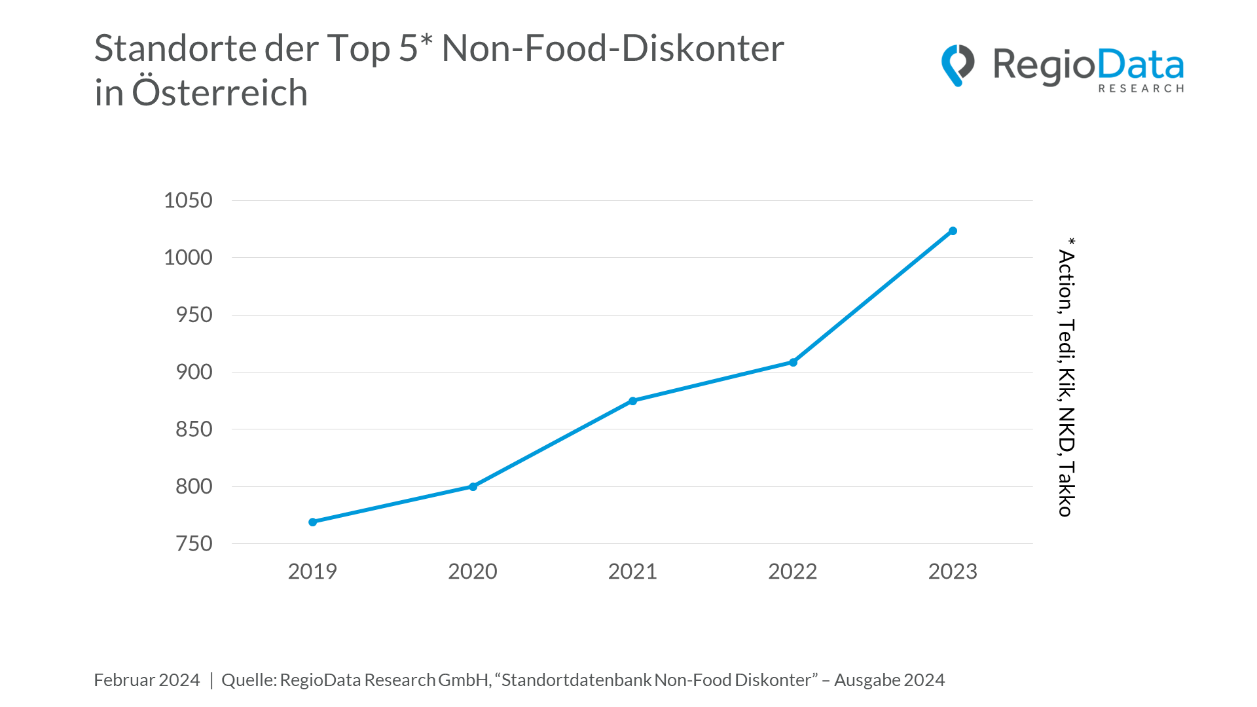 Standorte der Top 5* Non-Food-Diskonter
in Österreich
RegioData
RESEARCH
1050
1000
950
900
850
800
750
2019 2020 2021 2022 2023
* Action, Tedi, Kik, NKD, Takko
Februar 2024 | Quelle: RegioData Research GmbH, “Standortdatenbank Non-Food Diskonter” – Ausgabe 2024